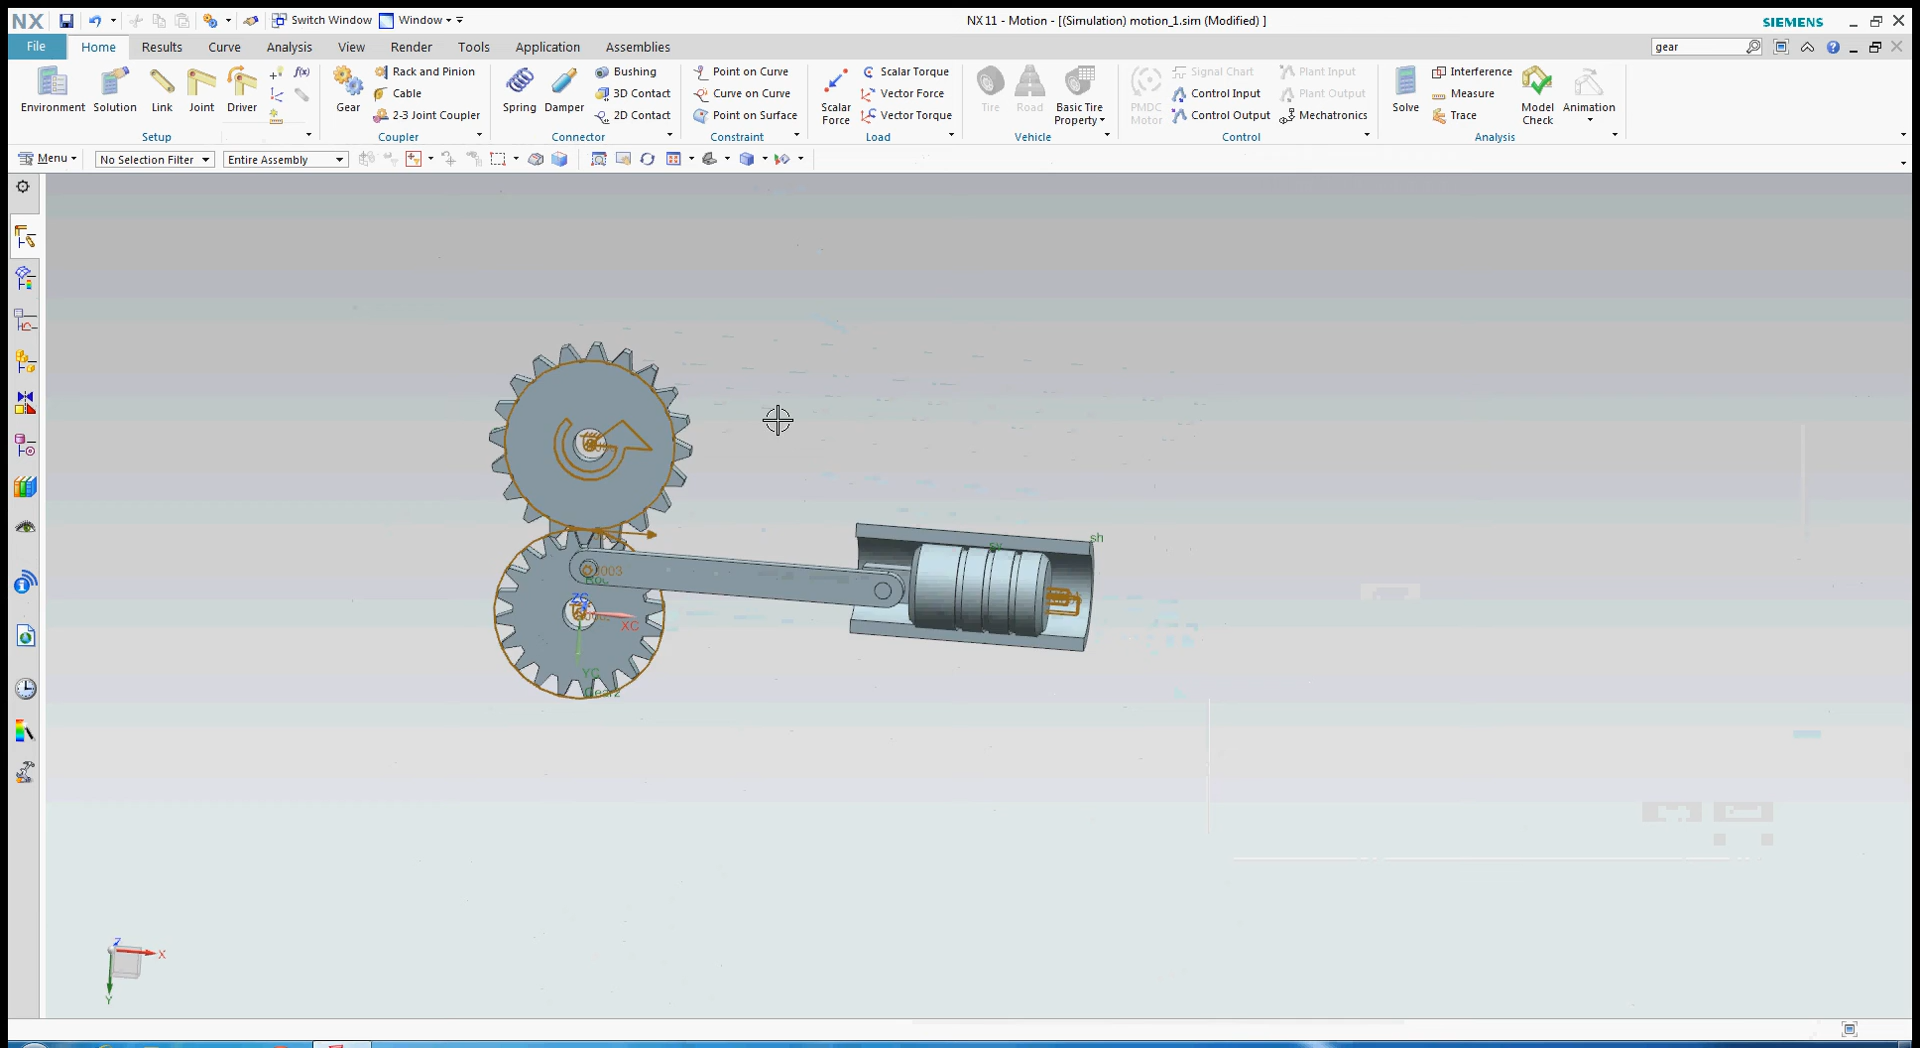 NX
Switch Window
Window
NX 11 - Motion - [(Simulation) motion_1.sim (Modified) ]
SIEMENS
File
Home
Results
Curve
Analysis
View
Render
Tools
Application
Assemblies
gear
Environment
Solution
Link
Joint
Driver
f(x)
Setup
Gear
Rack and Pinion
Cable
2-3 Joint Coupler
Coupler
Spring
Damper
Bushing
3D Contact
2D Contact
Connector
Point on Curve
Curve on Curve
Point on Surface
Constraint
Scalar Force
Scalar Torque
Vector Force
Vector Torque
Load
Tire
Road
Basic Tire Property
Vehicle
PMDC Motor
Signal Chart
Control Input
Control Output
Plant Input
Plant Output
Mechatronics
Control
Solve
Interference
Measure
Trace
Model Check
Animation
Analysis
Menu
No Selection Filter
Entire Assembly
sh
XC
YC
Gear2
Z
X
Y